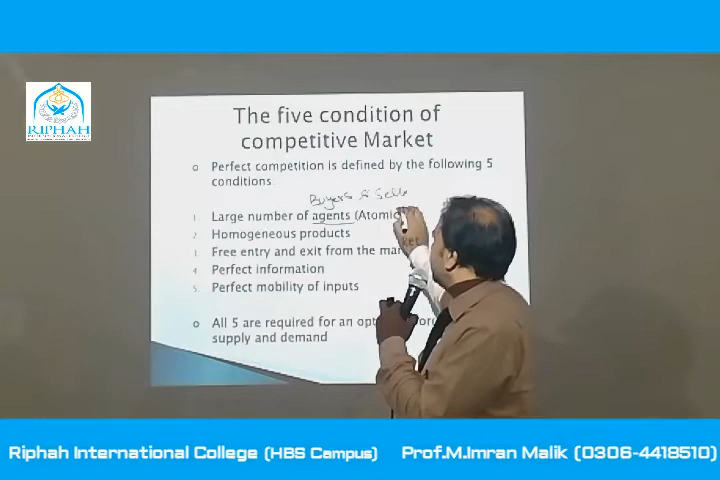 RIPHAH
The five condition of
competitive Market
Perfect competition is defined by the following 5
conditions.
Buyers & Selle
1. Large number of agents (Atomic
2. Homogeneous products
3. Free entry and exit from the market
4. Perfect information
5. Perfect mobility of inputs
All 5 are required for an opt
supply and demand
Riphah International College (HBS Campus) Prof.M.Imran Malik (0306-4418510)